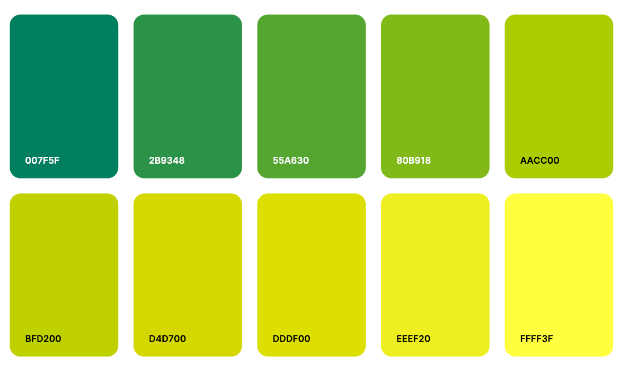 007F5F
2B9348
55A630
80B918
AACC00
BFD200
D4D700
DDDF00
EEEF20
FFFF3F